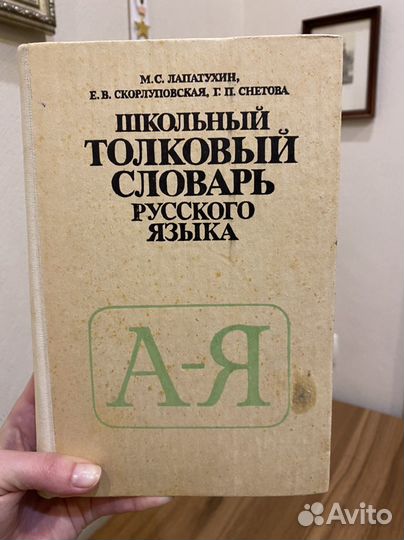 М.С. ЛАПАТУХИН,
Е.В. СКОРЛУПОВСКАЯ, Г.П. СНЕТОВА
ШКОЛЬНЫЙ
ТОЛКОВЫЙ
СЛОВАРЬ
РУССКОГО
ЯЗЫКА
А-Я
Avito